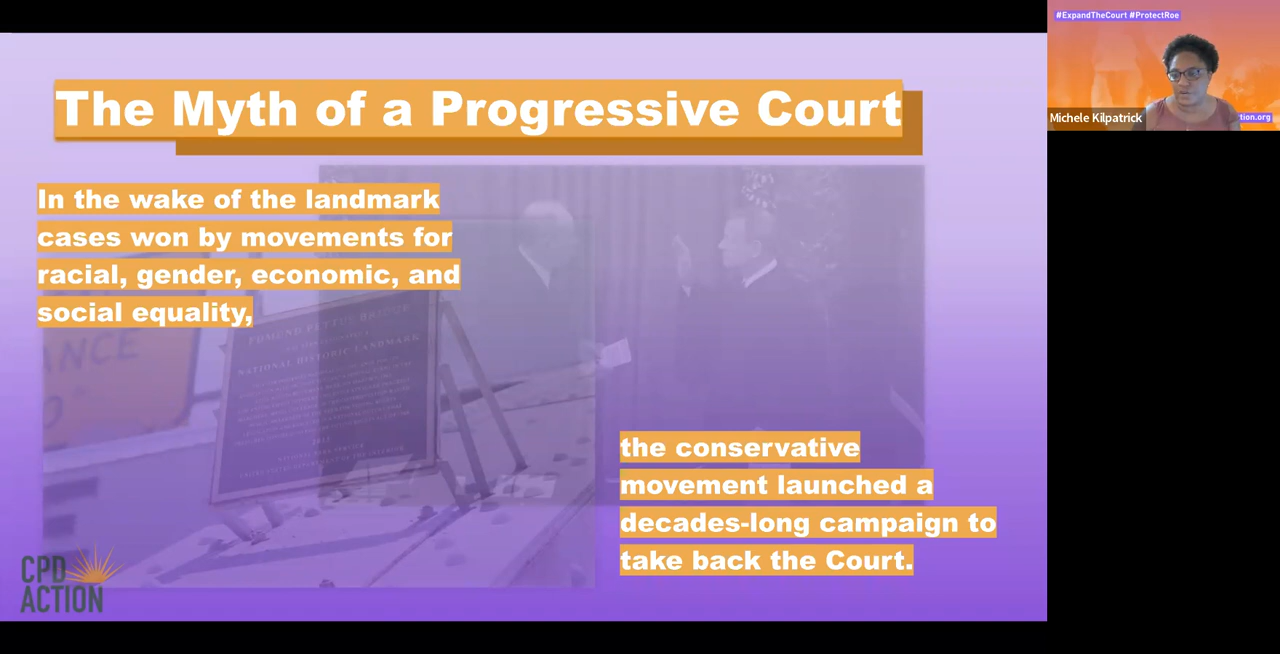 #ExpandTheCourt #ProtectRoe
Michele Kilpatrick
tion.org
The Myth of a Progressive Court
In the wake of the landmark
cases won by movements for
racial, gender, economic, and
social equality,
EDMUND PETTUS BRIDGE
NATIONAL HISTORIC LANDMARK
the conservative
movement launched a
decades-long campaign to
take back the Court.
CPD
ACTION